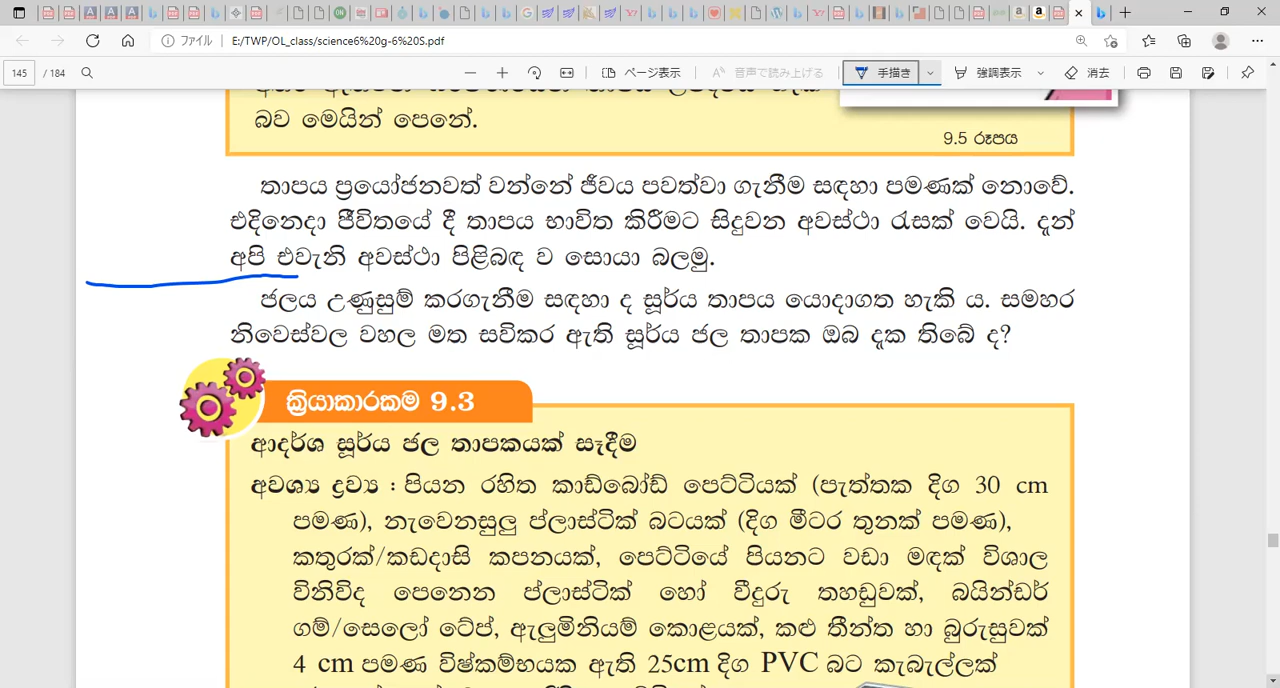 ファイル E:/TWP/OL_class/science6%20g-6%20S.pdf
145 / 184 ページ表示 音声で読み上げる 手描き 強調表示 消去
බව මෙයින් පෙනේ.
9.5 රූපය
තාපය ප්‍රයෝජනවත් වන්නේ ජීවය පවත්වා ගැනීම සඳහා පමණක් නොවේ.
එදිනෙදා ජීවිතයේ දී තාපය භාවිත කිරීමට සිදුවන අවස්ථා රැසක් වෙයි. දැන්
අපි එවැනි අවස්ථා පිළිබඳ ව සොයා බලමු.
ජලය උණුසුම් කරගැනීම සඳහා ද සූර්ය තාපය යොදාගත හැකි ය. සමහර
නිවෙස්වල වහල මත සවිකර ඇති සූර්ය ජල තාපක ඔබ දැක තිබේ ද?
ක්‍රියාකාරකම 9.3
ආදර්ශ සූර්ය ජල තාපකයක් සෑදීම
අවශ්‍ය ද්‍රව්‍ය : පියන රහිත කාඩ්බෝඩ් පෙට්ටියක් (පැත්තක දිග 30 cm
පමණ), නැවෙනසුලු ප්ලාස්ටික් බටයක් (දිග මීටර තුනක් පමණ),
කතුරක්/කඩදාසි කපනයක්, පෙට්ටියේ පියනට වඩා මඳක් විශාල
විනිවිද පෙනෙන ප්ලාස්ටික් හෝ වීදුරු තහඩුවක්, බයින්ඩර්
ගම්/සෙලෝ ටේප්, ඇලුමිනියම් කොළයක්, කළු තීන්ත හා බුරුසුවක්
4 cm පමණ විෂ්කම්භයක ඇති 25cm දිග PVC බට කැබැල්ලක්